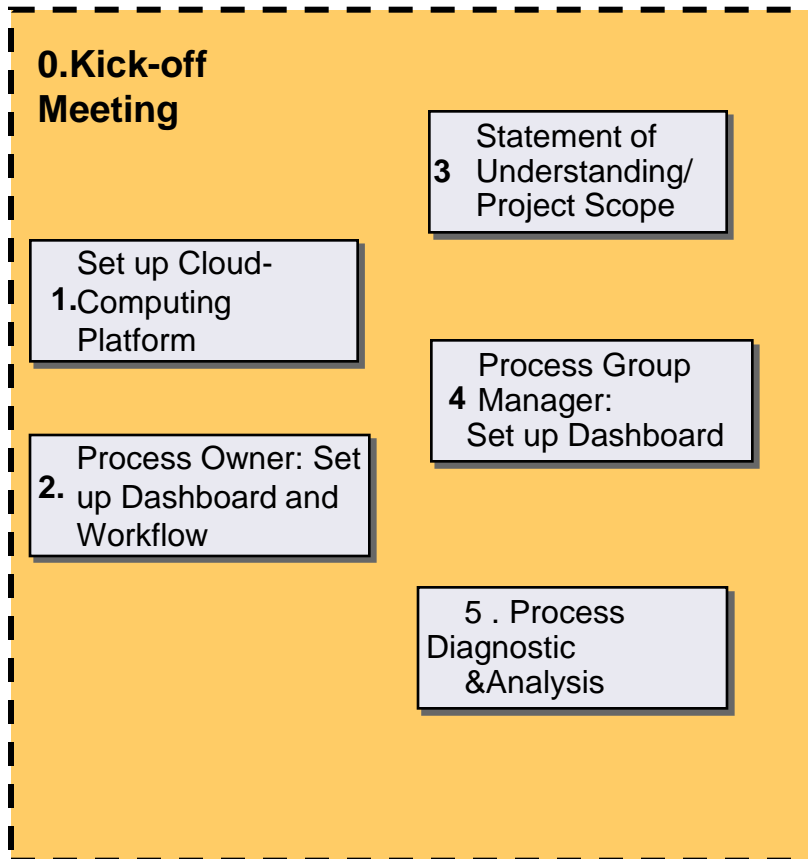 0.Kick-off
Meeting
Statement of
3 Understanding/
Project Scope
Set up Cloud-
1.Computing
Platform
Process Group
4 Manager:
Set up Dashboard
Process Owner: Set
2. up Dashboard and
Workflow
5 . Process
Diagnostic
&Analysis